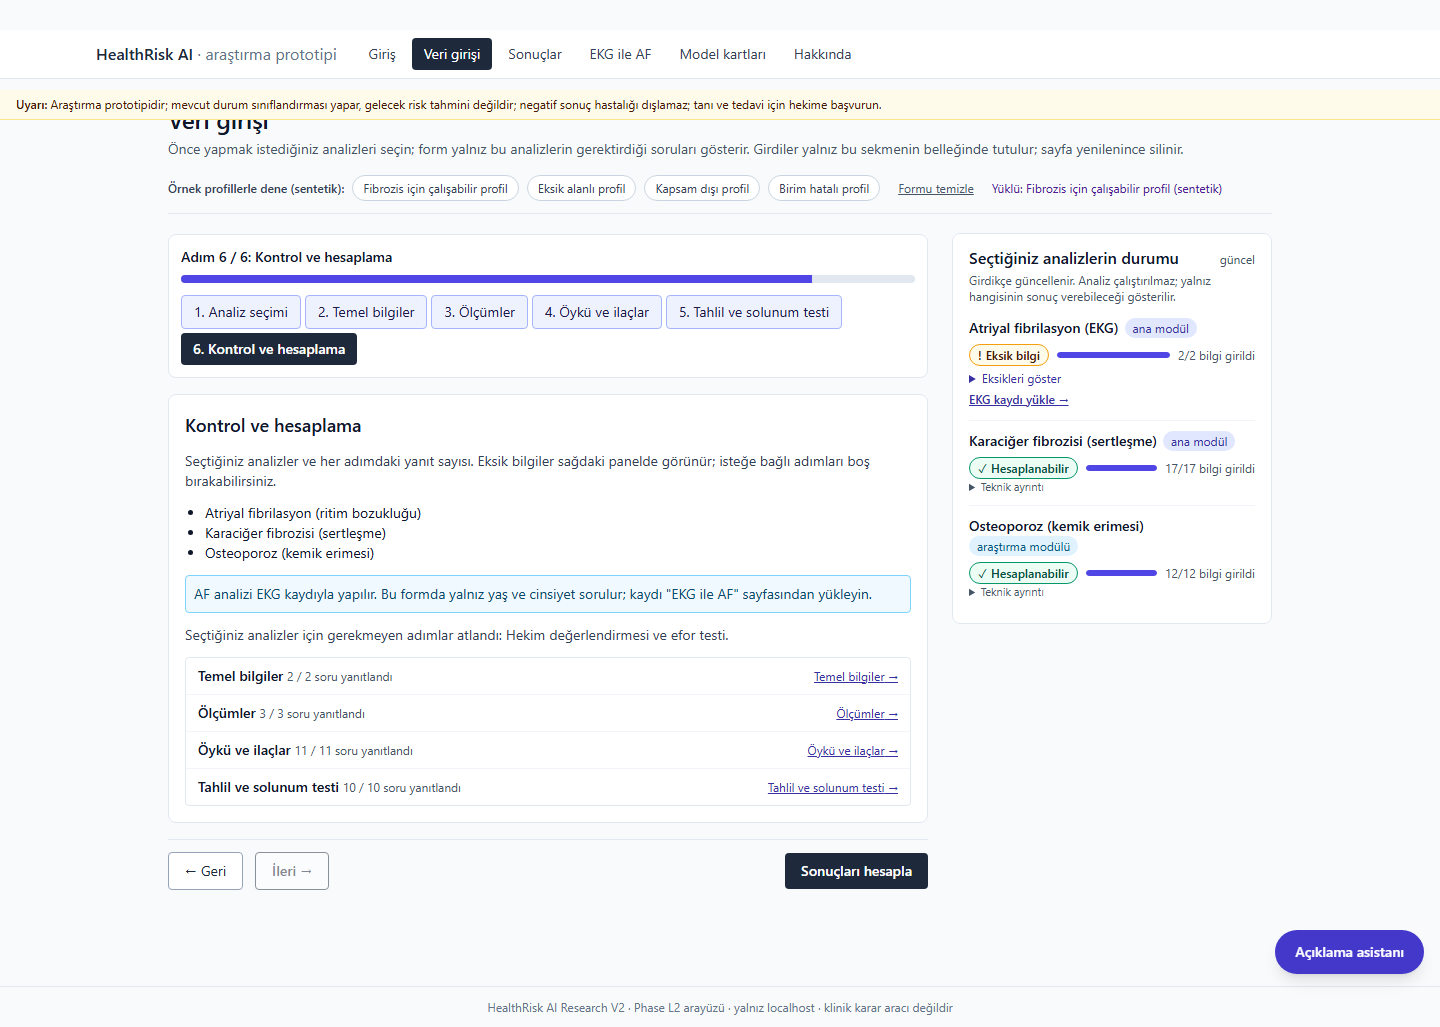 HealthRisk AI · araştırma prototipi
Giriş
Veri girişi
Sonuçlar
EKG ile AF
Model kartları
Hakkında
Uyarı: Araştırma prototipidir; mevcut durum sınıflandırması yapar, gelecek risk tahmini değildir; negatif sonuç hastalığı dışlamaz; tanı ve tedavi için hekime başvurun.
Veri girişi
Önce yapmak istediğiniz analizleri seçin; form yalnız bu analizlerin gerektirdiği soruları gösterir. Girdiler yalnız bu sekmenin belleğinde tutulur; sayfa yenilenince silinir.
Örnek profillerle dene (sentetik):
Fibrozis için çalışabilir profil
Eksik alanlı profil
Kapsam dışı profil
Birim hatalı profil
Formu temizle
Yüklü: Fibrozis için çalışabilir profil (sentetik)
Adım 6 / 6: Kontrol ve hesaplama
1. Analiz seçimi
2. Temel bilgiler
3. Ölçümler
4. Öykü ve ilaçlar
5. Tahlil ve solunum testi
6. Kontrol ve hesaplama
Kontrol ve hesaplama
Seçtiğiniz analizler ve her adımdaki yanıt sayısı. Eksik bilgiler sağdaki panelde görünür; isteğe bağlı adımları boş
bırakabilirsiniz.
• Atriyal fibrilasyon (ritim bozukluğu)
• Karaciğer fibrozisi (sertleşme)
• Osteoporoz (kemik erimesi)
AF analizi EKG kaydıyla yapılır. Bu formda yalnız yaş ve cinsiyet sorulur; kaydı "EKG ile AF" sayfasından yükleyin.
Seçtiğiniz analizler için gerekmeyen adımlar atlandı: Hekim değerlendirmesi ve efor testi.
Temel bilgiler 2 / 2 soru yanıtlandı
Temel bilgiler →
Ölçümler 3 / 3 soru yanıtlandı
Ölçümler →
Öykü ve ilaçlar 11 / 11 soru yanıtlandı
Öykü ve ilaçlar →
Tahlil ve solunum testi 10 / 10 soru yanıtlandı
Tahlil ve solunum testi →
← Geri
İleri →
Sonuçları hesapla
Seçtiğiniz analizlerin durumu
güncel
Girdikçe güncellenir. Analiz çalıştırılmaz; yalnız
hangisinin sonuç verebileceği gösterilir.
Atriyal fibrilasyon (EKG)
ana modül
! Eksik bilgi
2/2 bilgi girildi
▶ Eksikleri göster
EKG kaydı yükle →
Karaciğer fibrozisi (sertleşme)
ana modül
✓ Hesaplanabilir
17/17 bilgi girildi
▶ Teknik ayrıntı
Osteoporoz (kemik erimesi)
araştırma modülü
✓ Hesaplanabilir
12/12 bilgi girildi
▶ Teknik ayrıntı
Açıklama asistanı
HealthRisk AI Research V2 · Phase L2 arayüzü · yalnız localhost · klinik karar aracı değildir